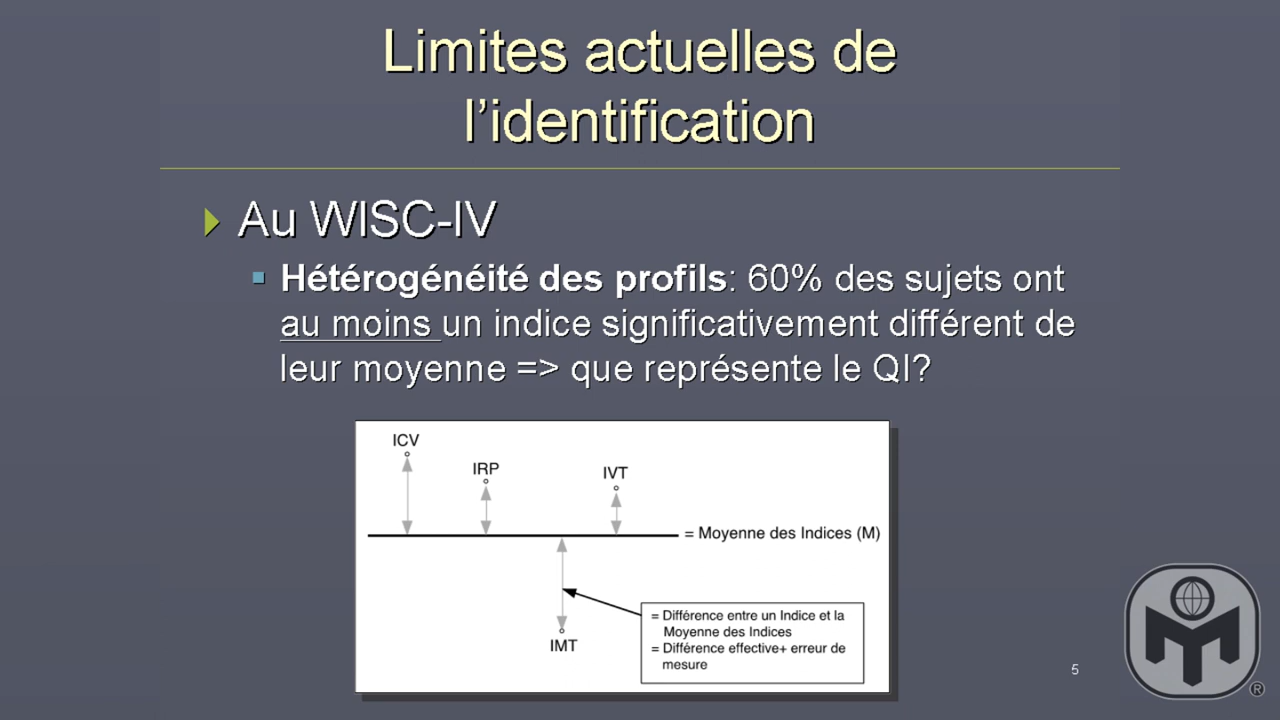 Limites actuelles de
l’identification
Au WISC-IV
Hétérogénéité des profils: 60% des sujets ont
au moins un indice significativement différent de
leur moyenne => que représente le QI?
ICV
IRP
IVT
= Moyenne des Indices (M)
= Différence entre un Indice et la
Moyenne des Indices
= Différence effective+ erreur de
mesure
IMT
5
®